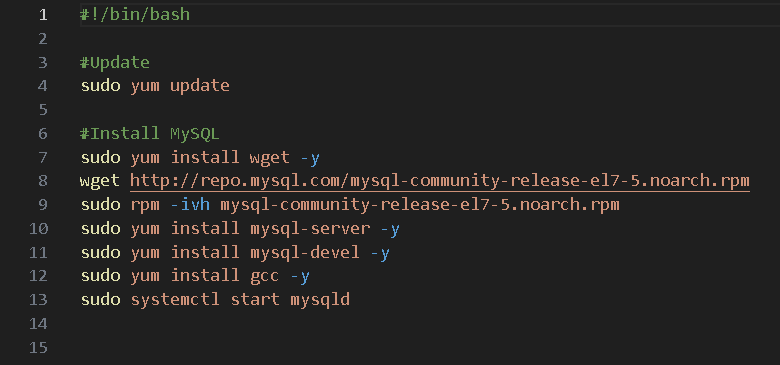 1 #!/bin/bash
2
3 #Update
4 sudo yum update
5
6 #Install MySQL
7 sudo yum install wget -y
8 wget http://repo.mysql.com/mysql-community-release-el7-5.noarch.rpm
9 sudo rpm -ivh mysql-community-release-el7-5.noarch.rpm
10 sudo yum install mysql-server -y
11 sudo yum install mysql-devel -y
12 sudo yum install gcc -y
13 sudo systemctl start mysqld
14
15